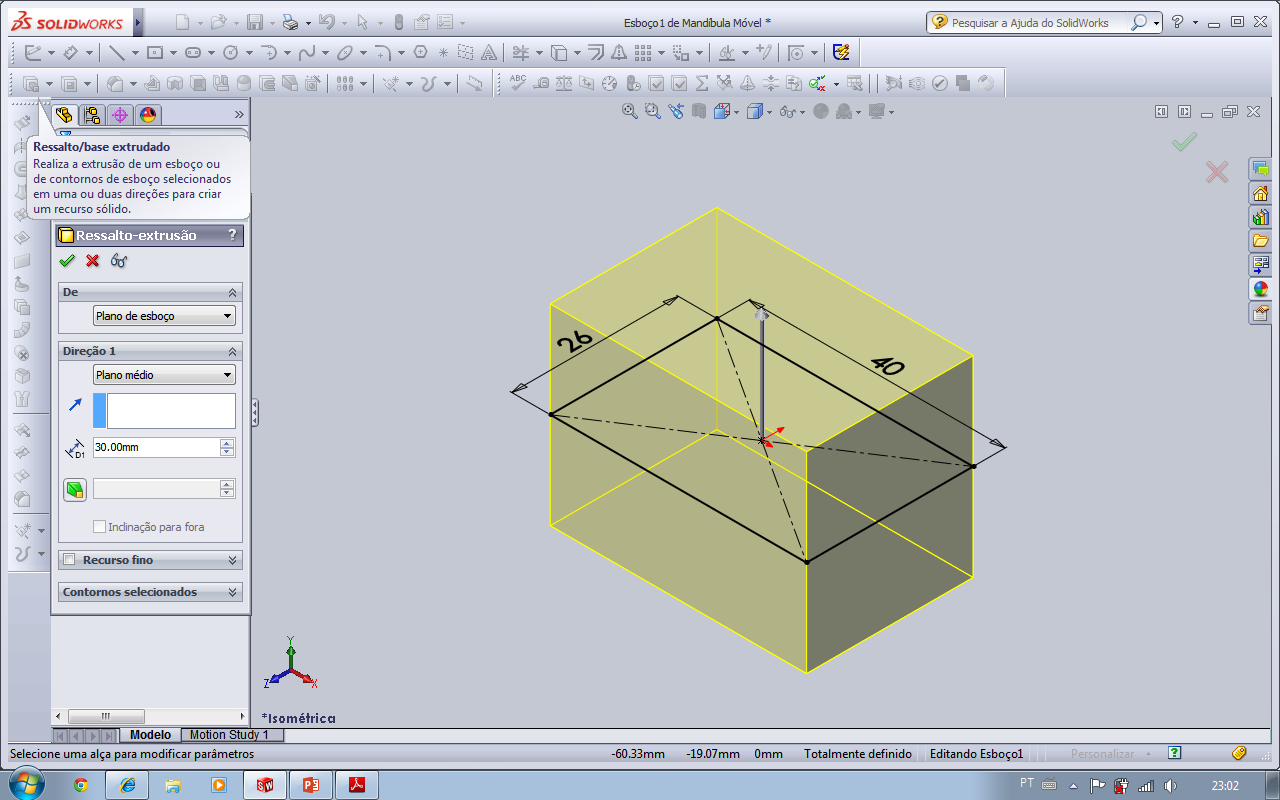 SOLIDWORKS
Esboço1 de Mandíbula Móvel *
Pesquisar a Ajuda do SolidWorks
?
ABC
»
Ressalto/base extrudado
Realiza a extrusão de um esboço ou
de contornos de esboço selecionados
em uma ou duas direções para criar
um recurso sólido.
Ressalto-extrusão ?
De
Plano de esboço
Direção 1
Plano médio
D1
30.00mm
Inclinação para fora
Recurso fino
Contornos selecionados
26
40
Y
Z
X
*Isométrica
Modelo
Motion Study 1
Selecione uma alça para modificar parâmetros
-60.33mm
-19.07mm
0mm
Totalmente definido
Editando Esboço1
Personalizar
?
SW
P
PT
23:02